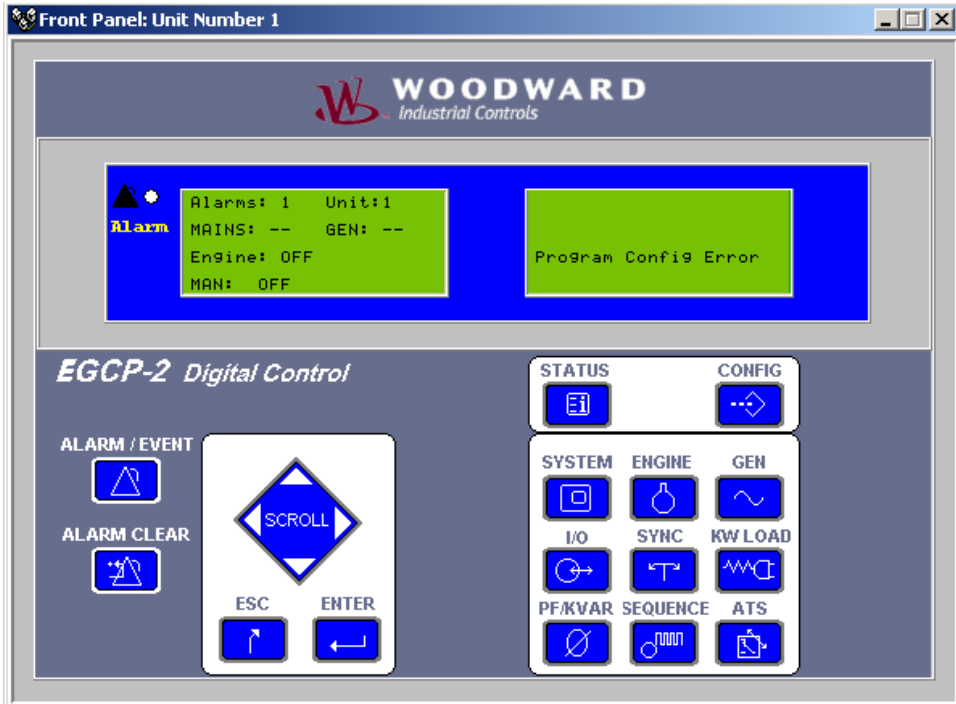 Front Panel: Unit Number 1
WOODWARD
Industrial Controls
Alarm
Alarms: 1 Unit:1
MAINS: -- GEN: --
Engine: OFF
MAN: OFF
Program Config Error
EGCP-2 Digital Control
STATUS CONFIG
ALARM / EVENT
SYSTEM ENGINE GEN
SCROLL
ALARM CLEAR
I/O SYNC KW LOAD
ESC ENTER
PF/KVAR SEQUENCE ATS